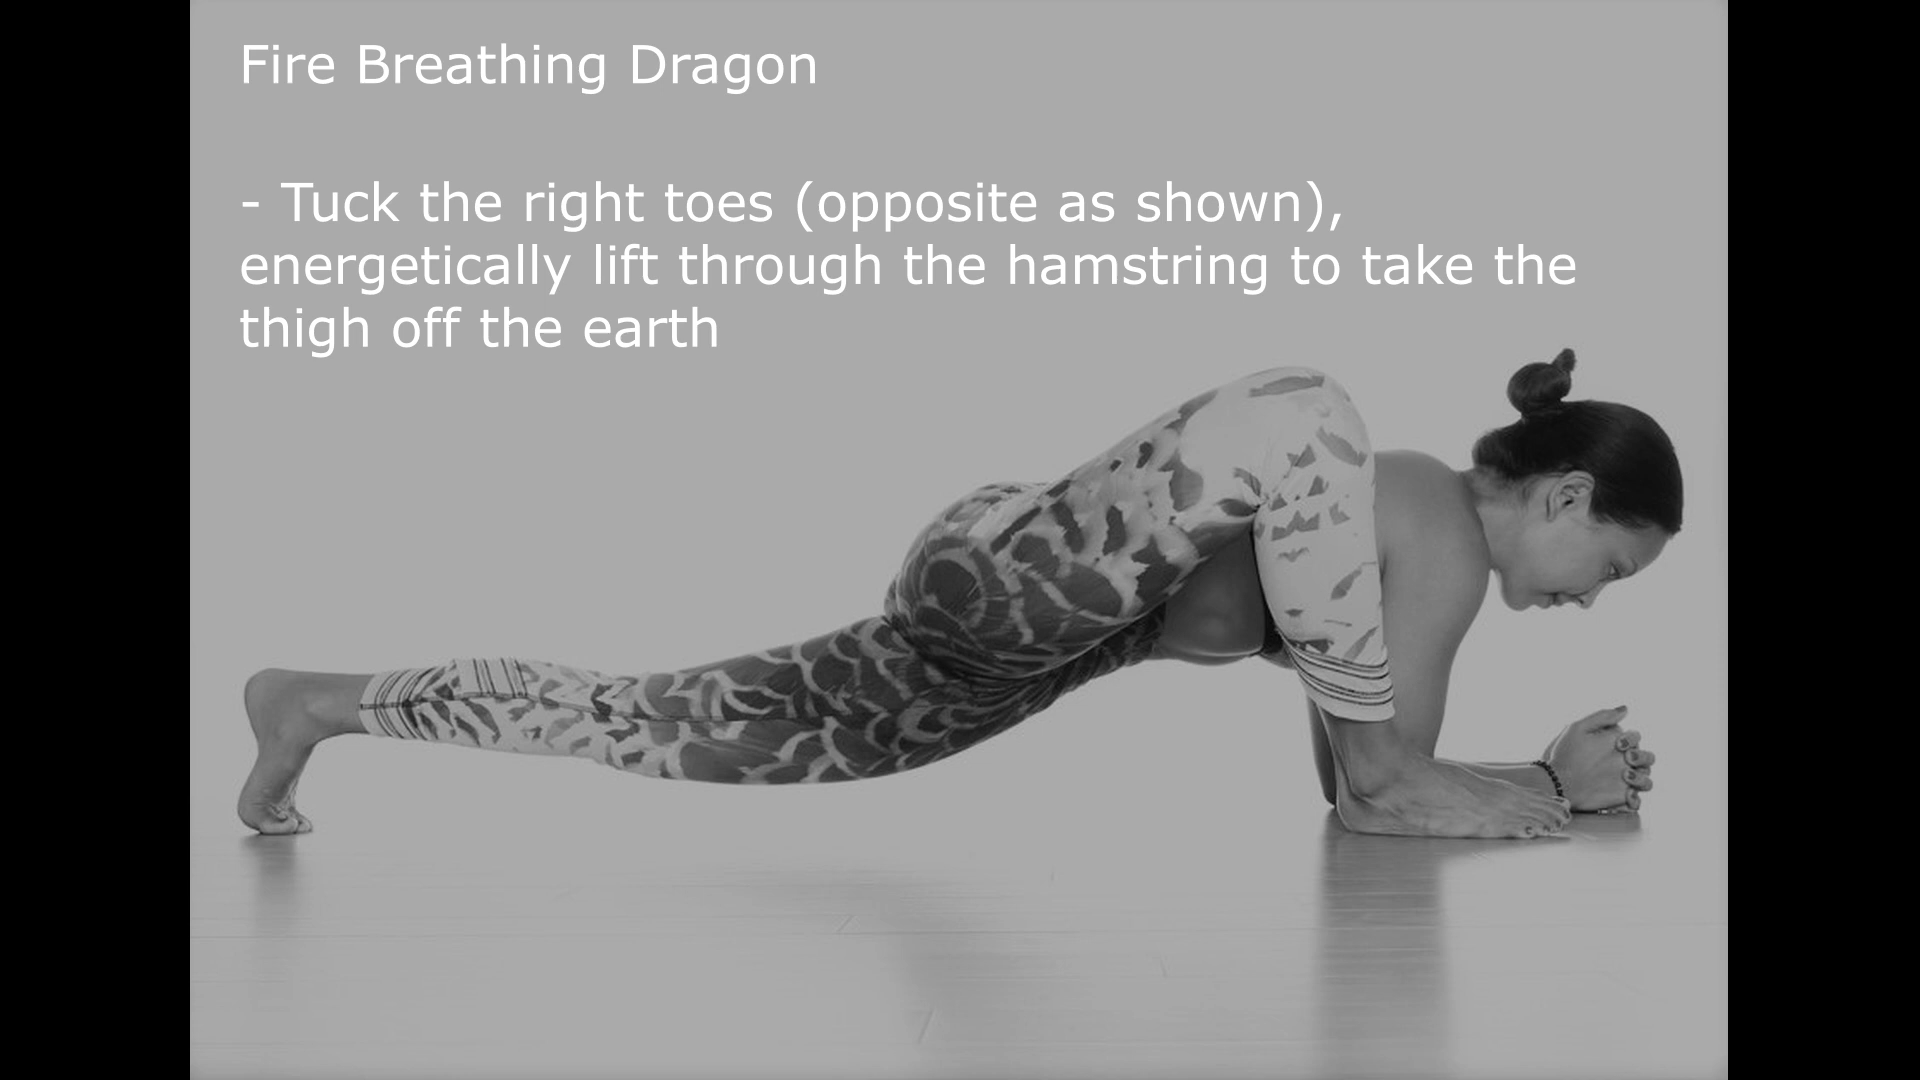 Fire Breathing Dragon
- Tuck the right toes (opposite as shown),
energetically lift through the hamstring to take the
thigh off the earth